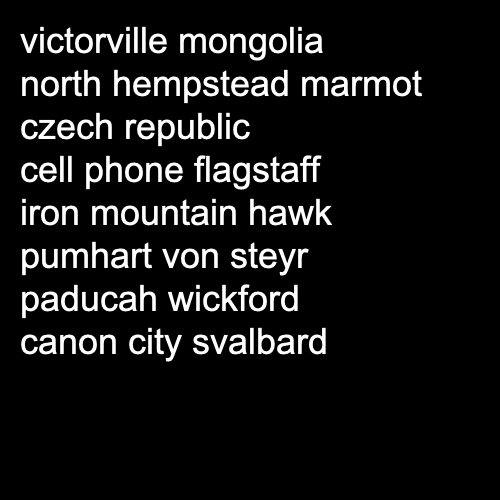 victorville mongolia
north hempstead marmot
czech republic
cell phone flagstaff
iron mountain hawk
pumhart von steyr
paducah wickford
canon city svalbard